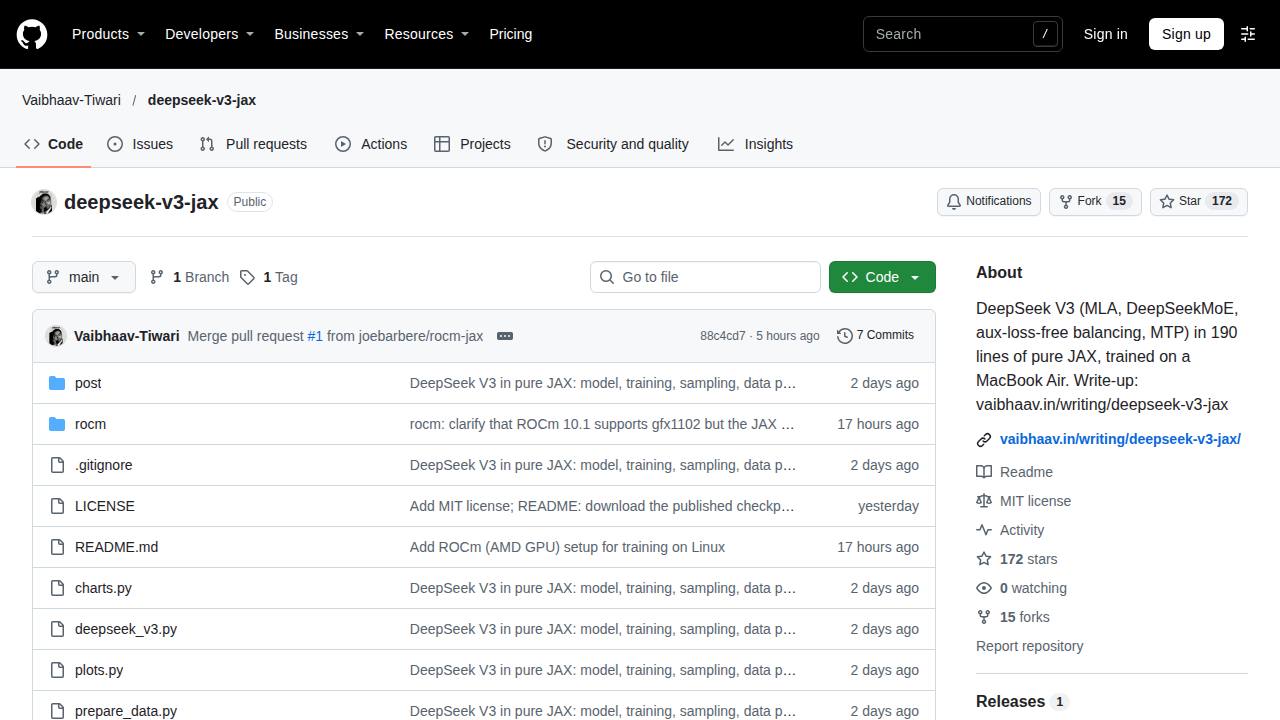 Products Developers Businesses Resources Pricing Search / Sign in Sign up
Vaibhaav-Tiwari / deepseek-v3-jax
Code Issues Pull requests Actions Projects Security and quality Insights
deepseek-v3-jax Public Notifications Fork 15 Star 172
main 1 Branch 1 Tag Go to file Code
Vaibhaav-Tiwari Merge pull request #1 from joebarbere/rocm-jax 88c4cd7 · 5 hours ago 7 Commits
post DeepSeek V3 in pure JAX: model, training, sampling, data p… 2 days ago
rocm rocm: clarify that ROCm 10.1 supports gfx1102 but the JAX … 17 hours ago
.gitignore DeepSeek V3 in pure JAX: model, training, sampling, data p… 2 days ago
LICENSE Add MIT license; README: download the published checkp… yesterday
README.md Add ROCm (AMD GPU) setup for training on Linux 17 hours ago
charts.py DeepSeek V3 in pure JAX: model, training, sampling, data p… 2 days ago
deepseek_v3.py DeepSeek V3 in pure JAX: model, training, sampling, data p… 2 days ago
plots.py DeepSeek V3 in pure JAX: model, training, sampling, data p… 2 days ago
prepare_data.py DeepSeek V3 in pure JAX: model, training, sampling, data p… 2 days ago
About
DeepSeek V3 (MLA, DeepSeekMoE,
aux-loss-free balancing, MTP) in 190
lines of pure JAX, trained on a
MacBook Air. Write-up:
vaibhaav.in/writing/deepseek-v3-jax
vaibhaav.in/writing/deepseek-v3-jax/
Readme
MIT license
Activity
172 stars
0 watching
15 forks
Report repository
Releases 1